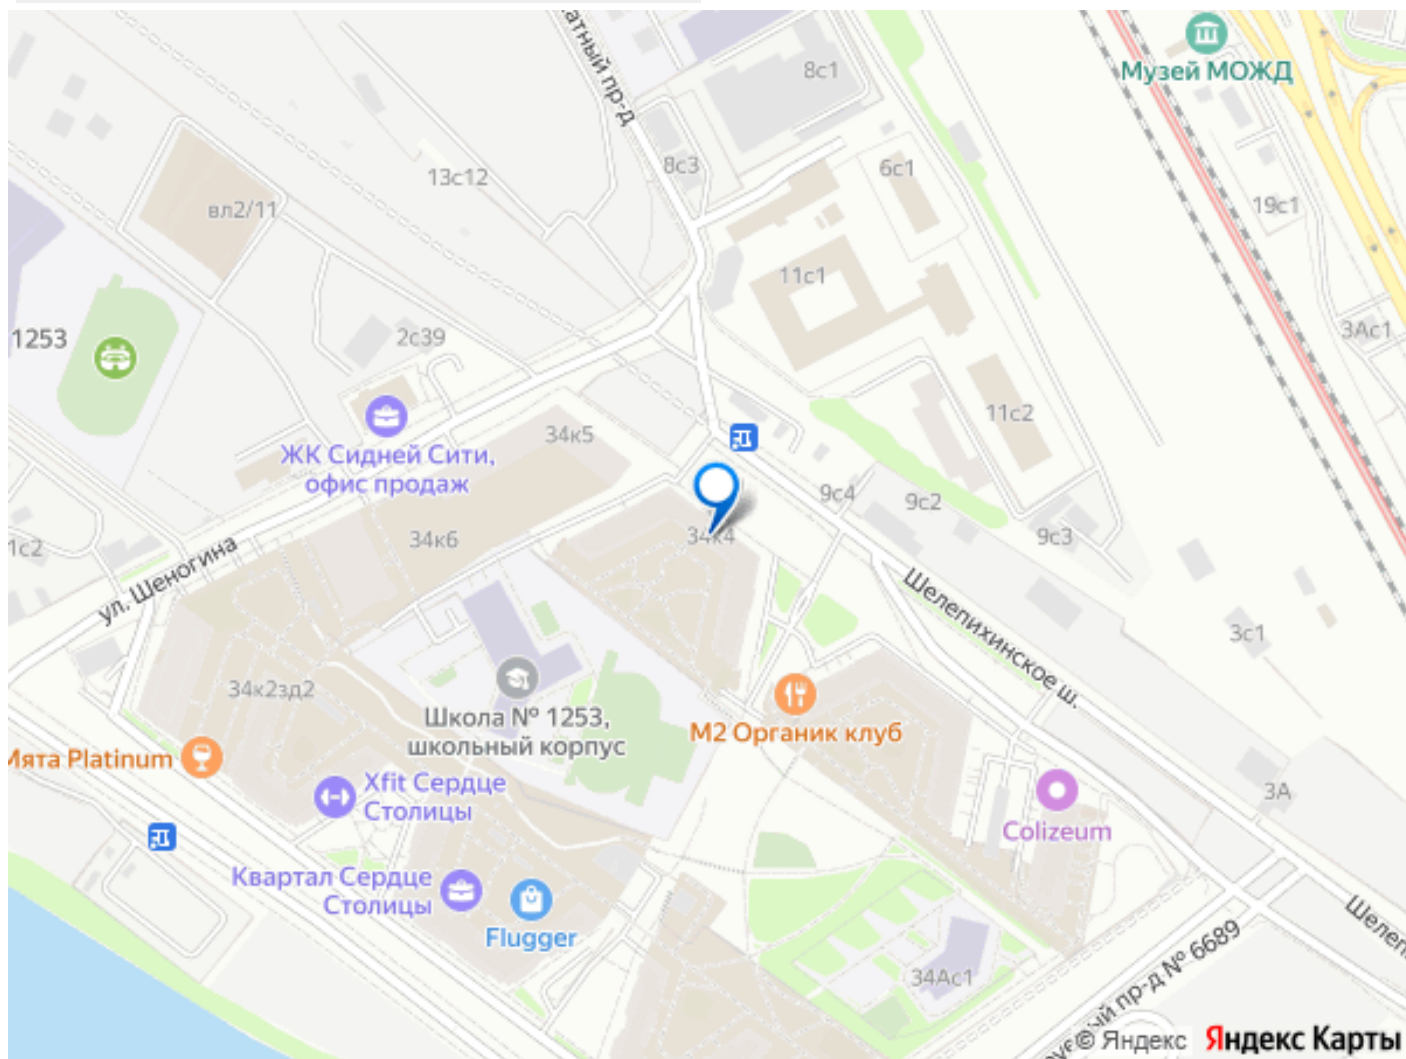 Музей МОЖД
атный пр-д
8с1
8с3
6с1
13с12
19с1
вл2/11
11с1
1253
2с39
3Ас1
11с2
34к5
ЖК Сидней Сити,
офис продаж
9с4
9с2
9с3
34к6
34к4
1с2
ул. Шеногина
Шелепихинское ш.
3с1
34к2зд2
Школа № 1253,
школьный корпус
М2 Органик клуб
Мята Platinum
Xfit Сердце
Столицы
3А
Colizeum
Квартал Сердце
Столицы
Flugger
Шелеп
34Ас1
ый пр-д № 6689
© Яндекс Яндекс Карты